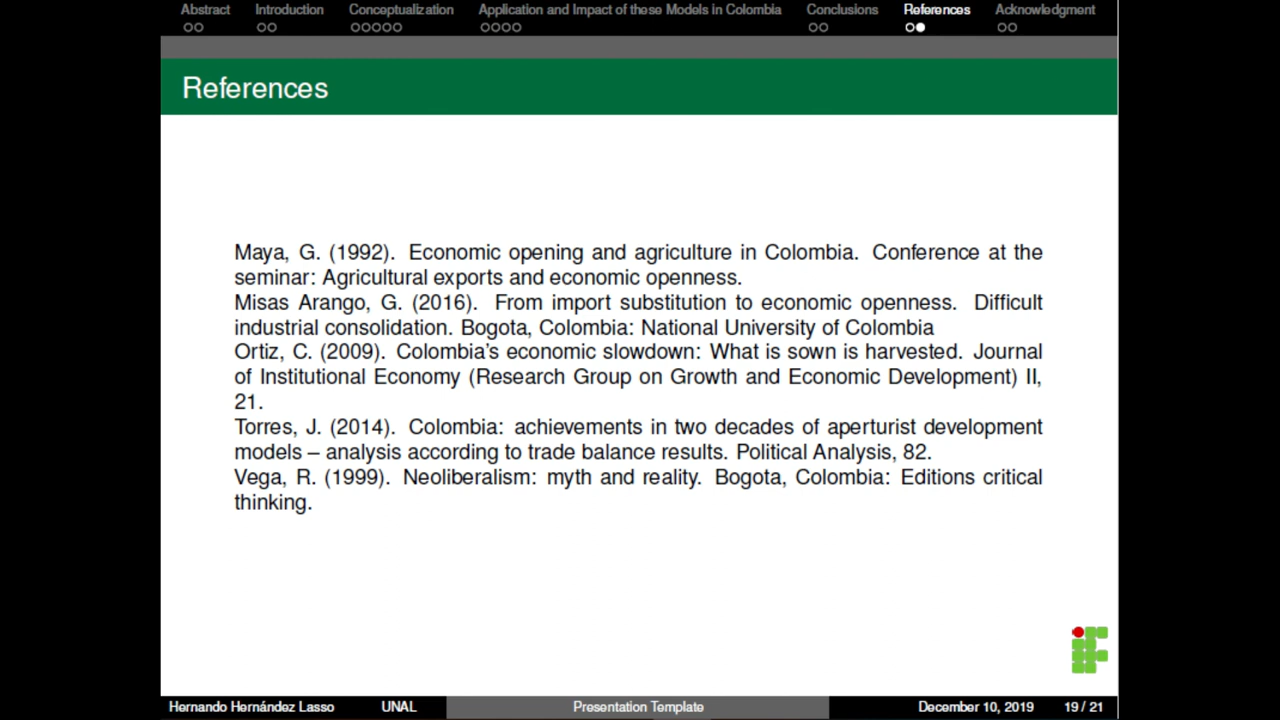 Abstract Introduction Conceptualization Application and Impact of these Models in Colombia Conclusions References Acknowledgment
References
Maya, G. (1992). Economic opening and agriculture in Colombia. Conference at the
seminar: Agricultural exports and economic openness.
Misas Arango, G. (2016). From import substitution to economic openness. Difficult
industrial consolidation. Bogota, Colombia: National University of Colombia
Ortiz, C. (2009). Colombia's economic slowdown: What is sown is harvested. Journal
of Institutional Economy (Research Group on Growth and Economic Development) II,
21.
Torres, J. (2014). Colombia: achievements in two decades of aperturist development
models – analysis according to trade balance results. Political Analysis, 82.
Vega, R. (1999). Neoliberalism: myth and reality. Bogota, Colombia: Editions critical
thinking.
Hernando Hernández Lasso UNAL Presentation Template December 10, 2019 19 / 21